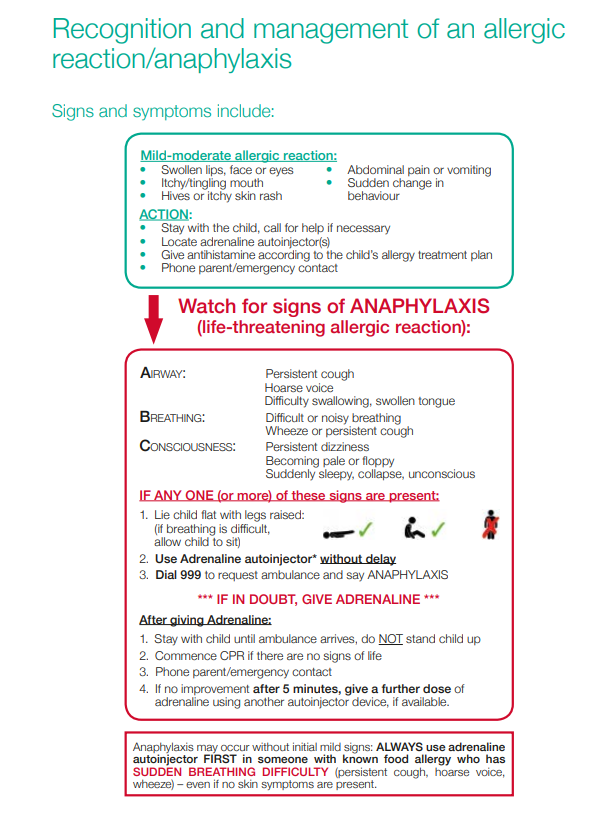 Recognition and management of an allergic
reaction/anaphylaxis
Signs and symptoms include:
Mild-moderate allergic reaction:
• Swollen lips, face or eyes
• Itchy/tingling mouth
• Hives or itchy skin rash
• Abdominal pain or vomiting
• Sudden change in
behaviour
ACTION:
• Stay with the child, call for help if necessary
• Locate adrenaline autoinjector(s)
• Give antihistamine according to the child's allergy treatment plan
• Phone parent/emergency contact
Watch for signs of ANAPHYLAXIS
(life-threatening allergic reaction):
AIRWAY: Persistent cough
Hoarse voice
Difficulty swallowing, swollen tongue
BREATHING: Difficult or noisy breathing
Wheeze or persistent cough
CONSCIOUSNESS: Persistent dizziness
Becoming pale or floppy
Suddenly sleepy, collapse, unconscious
IF ANY ONE (or more) of these signs are present:
1. Lie child flat with legs raised:
(if breathing is difficult,
allow child to sit)
2. Use Adrenaline autoinjector* without delay
3. Dial 999 to request ambulance and say ANAPHYLAXIS
*** IF IN DOUBT, GIVE ADRENALINE ***
After giving Adrenaline:
1. Stay with child until ambulance arrives, do NOT stand child up
2. Commence CPR if there are no signs of life
3. Phone parent/emergency contact
4. If no improvement after 5 minutes, give a further dose of
adrenaline using another autoinjector device, if available.
Anaphylaxis may occur without initial mild signs: ALWAYS use adrenaline
autoinjector FIRST in someone with known food allergy who has
SUDDEN BREATHING DIFFICULTY (persistent cough, hoarse voice,
wheeze) – even if no skin symptoms are present.